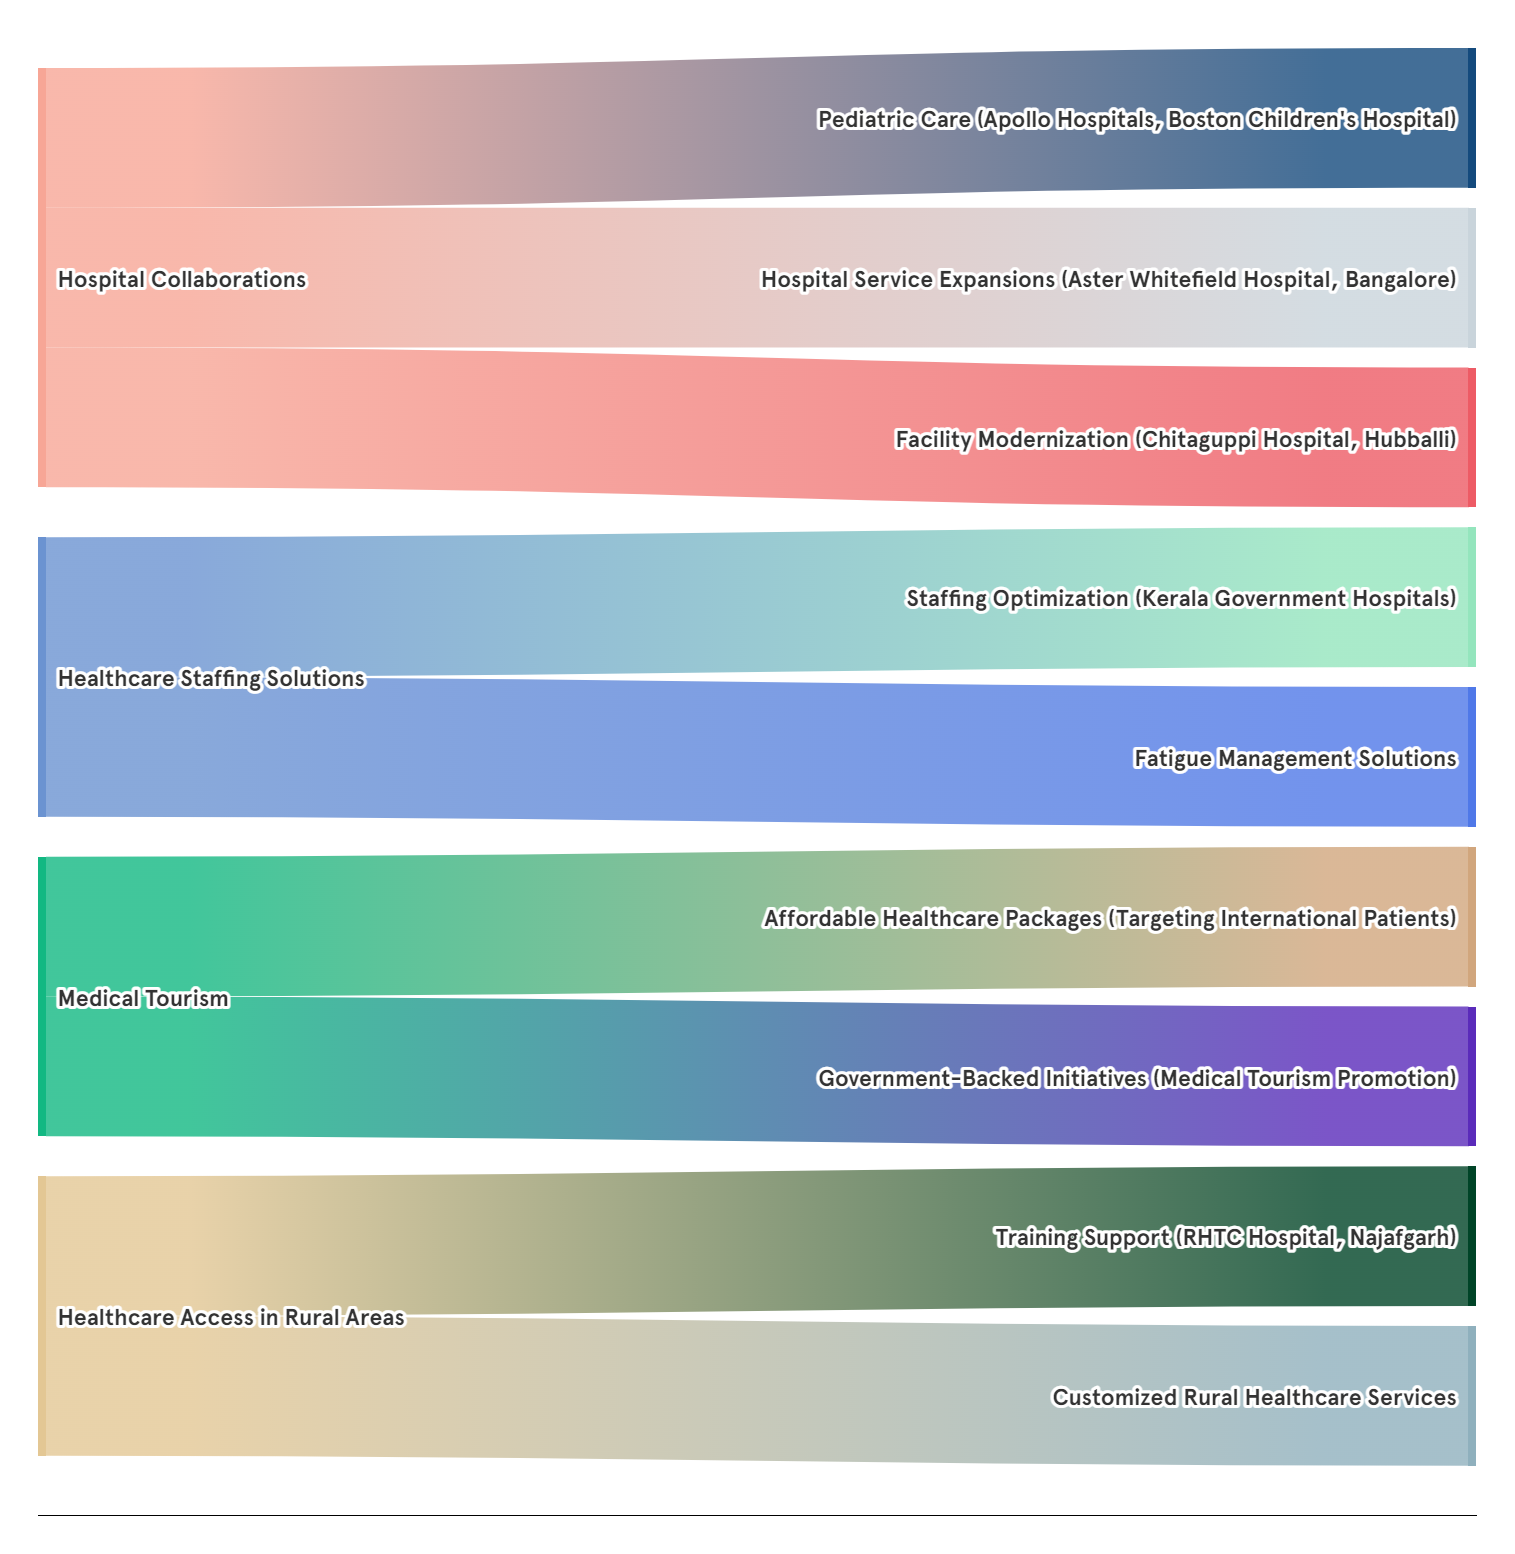 Pediatric Care (Apollo Hospitals, Boston Children's Hospital)
Hospital Collaborations
Hospital Service Expansions (Aster Whitefield Hospital, Bangalore)
Facility Modernization (Chitaguppi Hospital, Hubballi)
Staffing Optimization (Kerala Government Hospitals)
Healthcare Staffing Solutions
Fatigue Management Solutions
Affordable Healthcare Packages (Targeting International Patients)
Medical Tourism
Government-Backed Initiatives (Medical Tourism Promotion)
Training Support (RHTC Hospital, Najafgarh)
Healthcare Access in Rural Areas
Customized Rural Healthcare Services